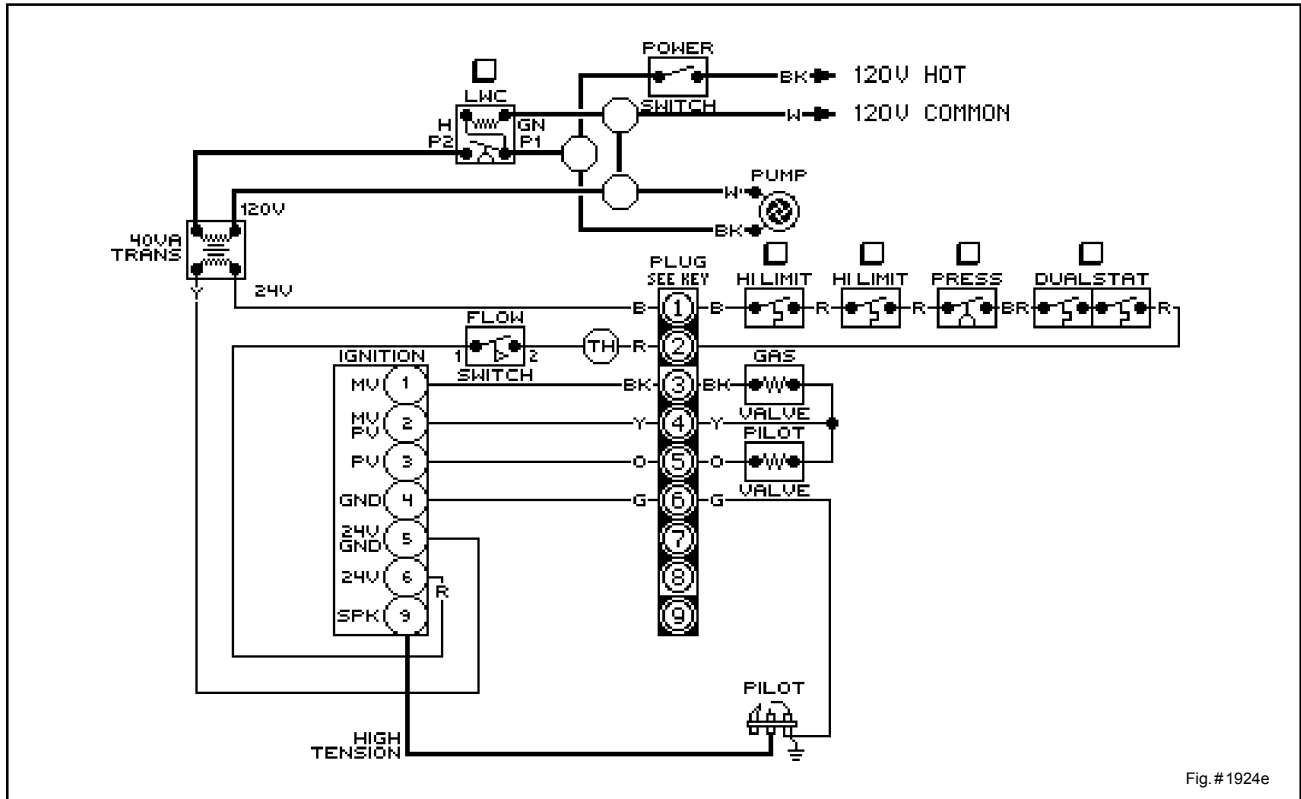 POWER
BK 120V HOT
LWC
SWITCH
H GN
W 120V COMMON
P2 P1
PUMP
W
120V
BK
40VA
TRANS
PLUG
SEE KEY
HI LIMIT HI LIMIT PRESS DUALSTAT
Y 24V
B 1 B R R BR R
FLOW
1 2 TH R 2
IGNITION SWITCH GAS
MV 1 BK 3 BK
VALVE
MV
PV 2 Y 4 Y
PILOT
PV 3 O 5 O
VALVE
GND 4 G 6 G
24V
GND 5 7
24V 6 R 8
SPK 9 9
PILOT
HIGH
TENSION
Fig.#1924e